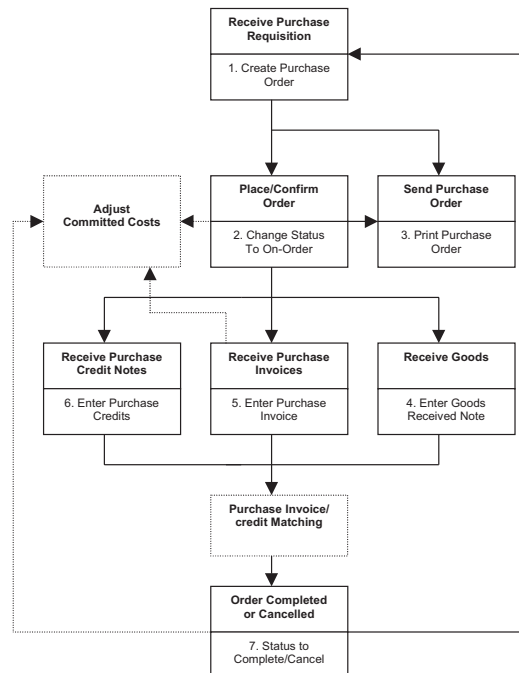 Receive Purchase
Requisition
1. Create Purchase
Order
Adjust
Committed Costs
Place/Confirm
Order
2. Change Status
To On-Order
Send Purchase
Order
3. Print Purchase
Order
Receive Purchase
Credit Notes
6. Enter Purchase
Credits
Receive Purchase
Invoices
5. Enter Purchase
Invoice
Receive Goods
4. Enter Goods
Received Note
Purchase Invoice/
credit Matching
Order Completed
or Cancelled
7. Status to
Complete/Cancel